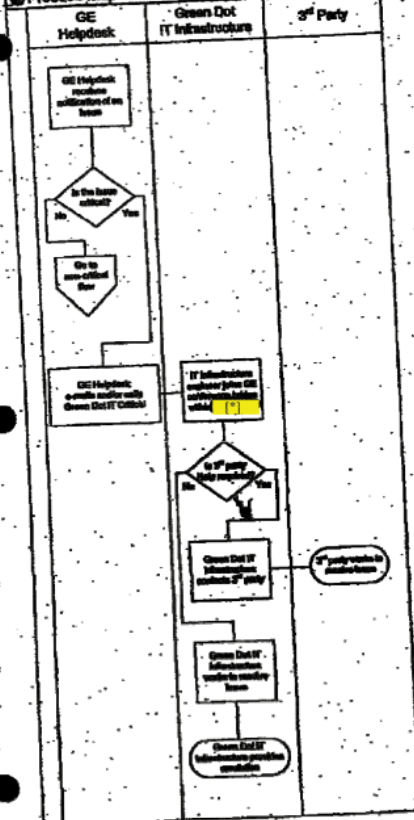 GE
Helpdesk
Green Dot
IT Infrastructure
3rd Party
GE Helpdesk
receives
notification of an
issue
Is the issue
critical?
No
Yes
Go to
non-critical
flow
GE Helpdesk
e-mails and/or calls
Green Dot IT Critical
IT Infrastructure
engineer joins GE
conference bridge
within [*]
Is 3rd party
help required?
No
Yes
Green Dot IT
Infrastructure
contacts 3rd party
3rd party works to
resolve issue
Green Dot IT
Infrastructure
works to resolve
issue
Green Dot IT
Infrastructure provides
resolution